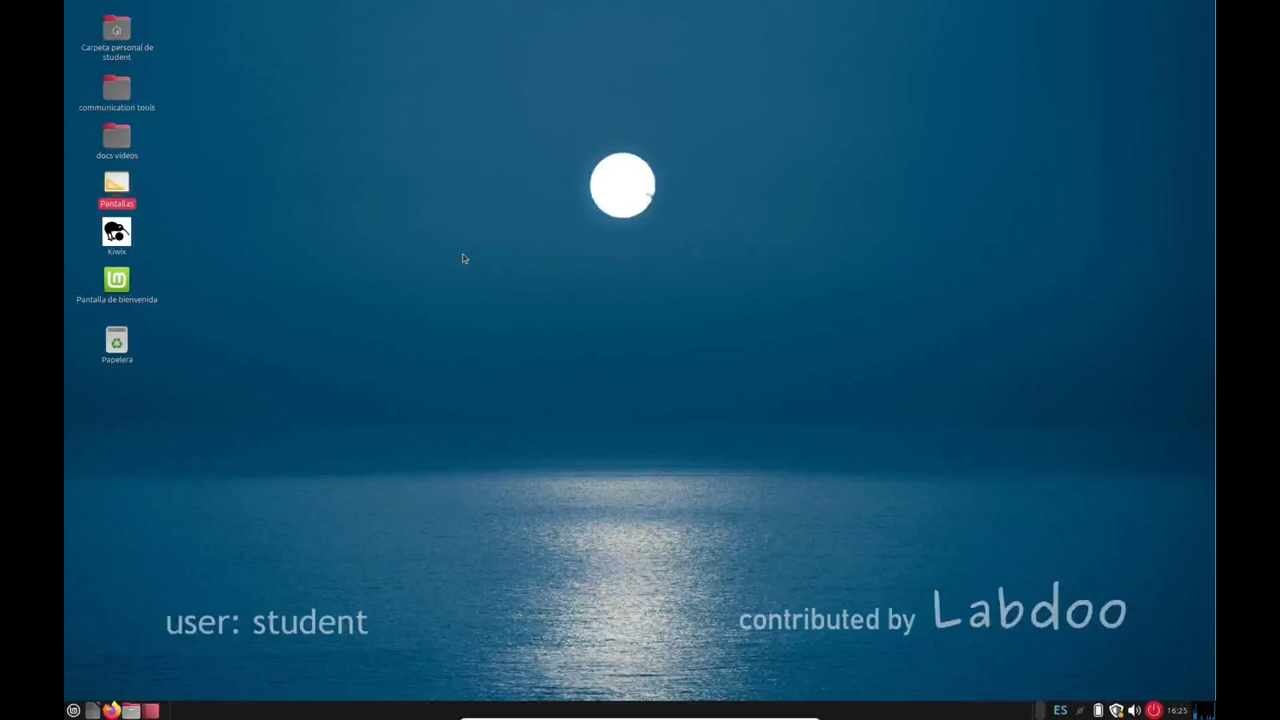 Carpeta personal de
student
communication tools
docs videos
Pantallas
Kiwix
Pantalla de bienvenida
Papelera
user: student
contributed by Labdoo
ES
16:25